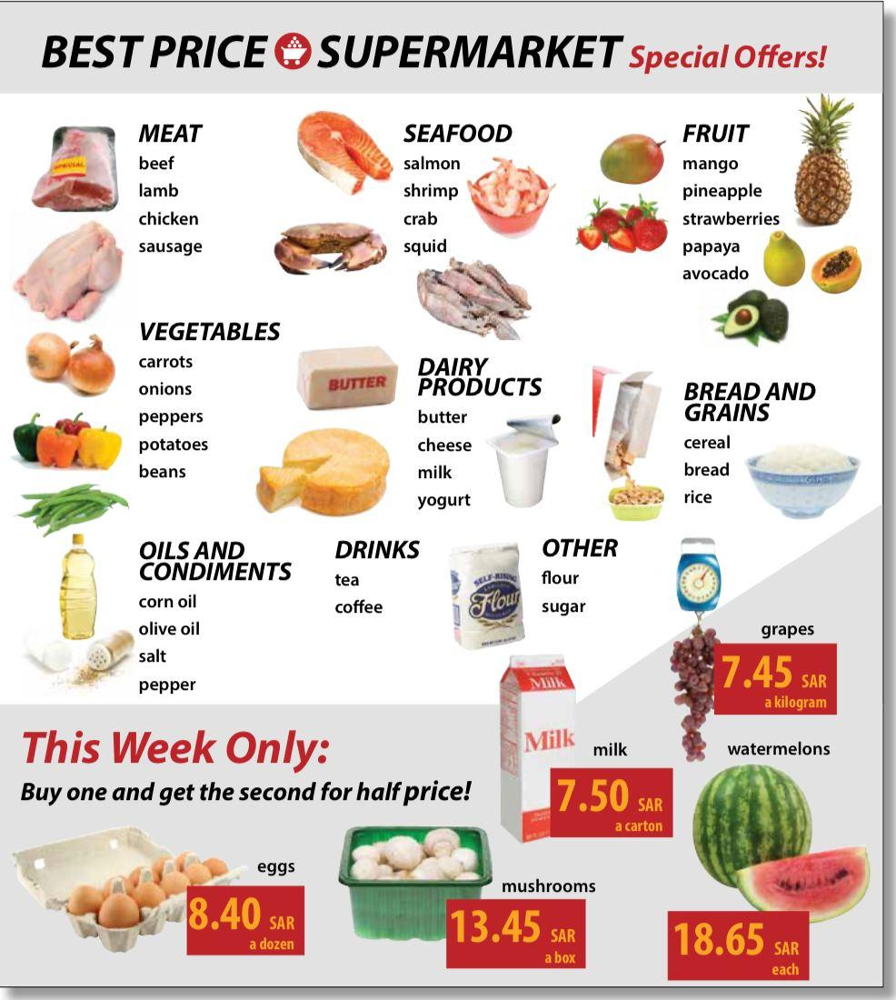 BEST PRICE SUPERMARKET Special Offers!
MEAT
beef
lamb
chicken
sausage
SPECIAL
SEAFOOD
salmon
shrimp
crab
squid
FRUIT
mango
pineapple
strawberries
papaya
avocado
VEGETABLES
carrots
onions
peppers
potatoes
beans
BUTTER
DAIRY
PRODUCTS
butter
cheese
milk
yogurt
BREAD AND
GRAINS
cereal
bread
rice
OILS AND
CONDIMENTS
corn oil
olive oil
salt
pepper
DRINKS
tea
coffee
SELF-RISING
Flour
OTHER
flour
sugar
grapes
7.45 SAR
a kilogram
This Week Only:
Buy one and get the second for half price!
Milk
Milk
milk
7.50 SAR
a carton
watermelons
18.65 SAR
each
eggs
8.40 SAR
a dozen
mushrooms
13.45 SAR
a box